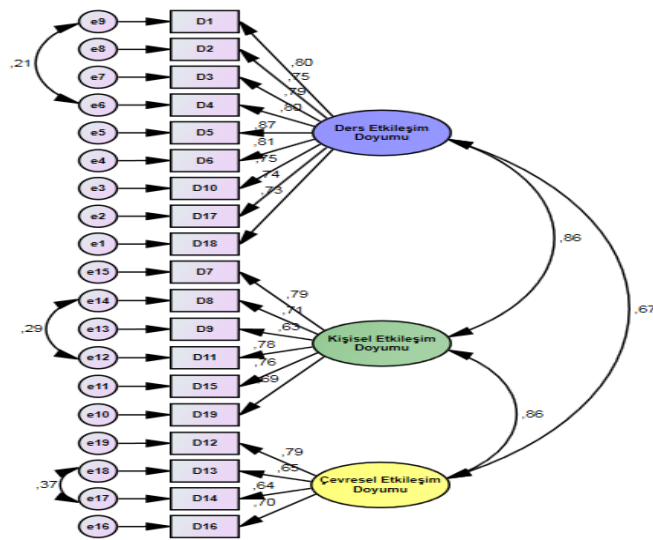 e9 D1
e8 D2
e7 D3
e6 D4
e5 D5
e4 D6
e3 D10
e2 D17
e1 D18
e15 D7
e14 D8
e13 D9
e12 D11
e11 D15
e10 D19
e19 D12
e18 D13
e17 D14
e16 D16
,21
,29
,37
,80
,75
,79
,80
,87
,81
,75
,74
,73
Ders Etkileşim
Doyumu
,79
,71
,63
,78
,76
,69
Kişisel Etkileşim
Doyumu
,79
,65
,64
,70
Çevresel Etkileşim
Doyumu
,86
,67
,86